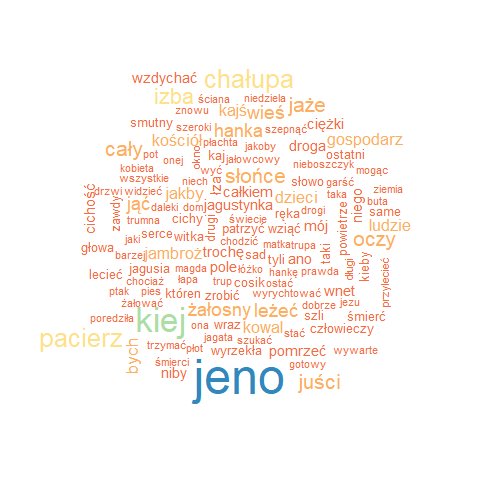 wzdychać chałupa
izba ściana niedziela
znowu kajś wieś jaże
smutny szeroki hanka szepnąć ciężki
kościół płachta jakoby droga gospodarz
cały pot onej okno kaj jałowcowy ostatni
kobieta wyć słońce nieboszczyk mogąc
wszystkie niech łza całkiem słowo garść
cichość drzwi widzieć jakby dzieci taka niego ziemia
zawdy jąć daleki dom drugi jagustynka drogi buta
trumna cichy świecie ręka powietrze same
jaki serce witka patrzyć wziąć mój ludzie
głowa barzej chodzić matka trupa taki oczy
jambroż trochę sad tyli ano kieby
lecieć jagusia magda pole łóżko hankę prawda długi przylecieć
chociaż łapa trup cosik ostać
ptak pies któren zrobić wyrychtować wnet
żałować żałosny leżeć dobrze jezu
poredziła kiej szli śmierć
ona wraz kowal stać człowieczy
pacierz bych trzymać płot jagata szukać
wyrzekła pomrzeć wywarte
śmierci gotowy
niby jeno juści